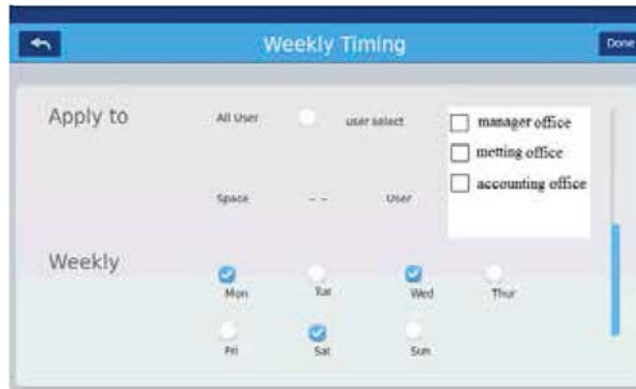 Weekly Timing Done
Apply to All User user select
manager office
metting office
accounting office
Space - - User
Weekly
Mon Tue Wed Thur
Fri Sat Sun